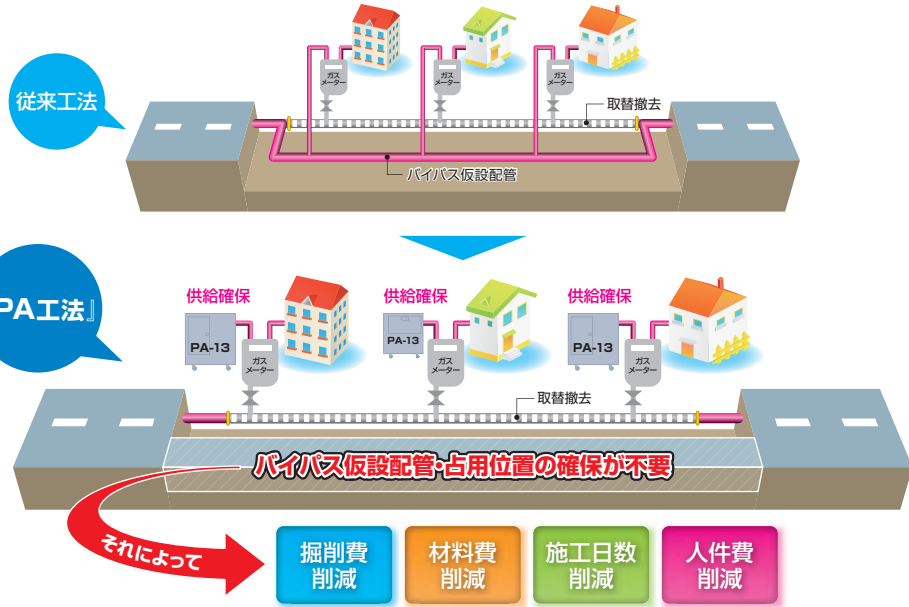 従来工法
ガス
メーター
ガス
メーター
ガス
メーター
取替撤去
バイパス仮設配管
PA工法』
供給確保
供給確保
供給確保
PA-13
PA-13
PA-13
ガス
メーター
ガス
メーター
ガス
メーター
取替撤去
バイパス仮設配管・占用位置の確保が不要
それによって
掘削費
削減
材料費
削減
施工日数
削減
人件費
削減